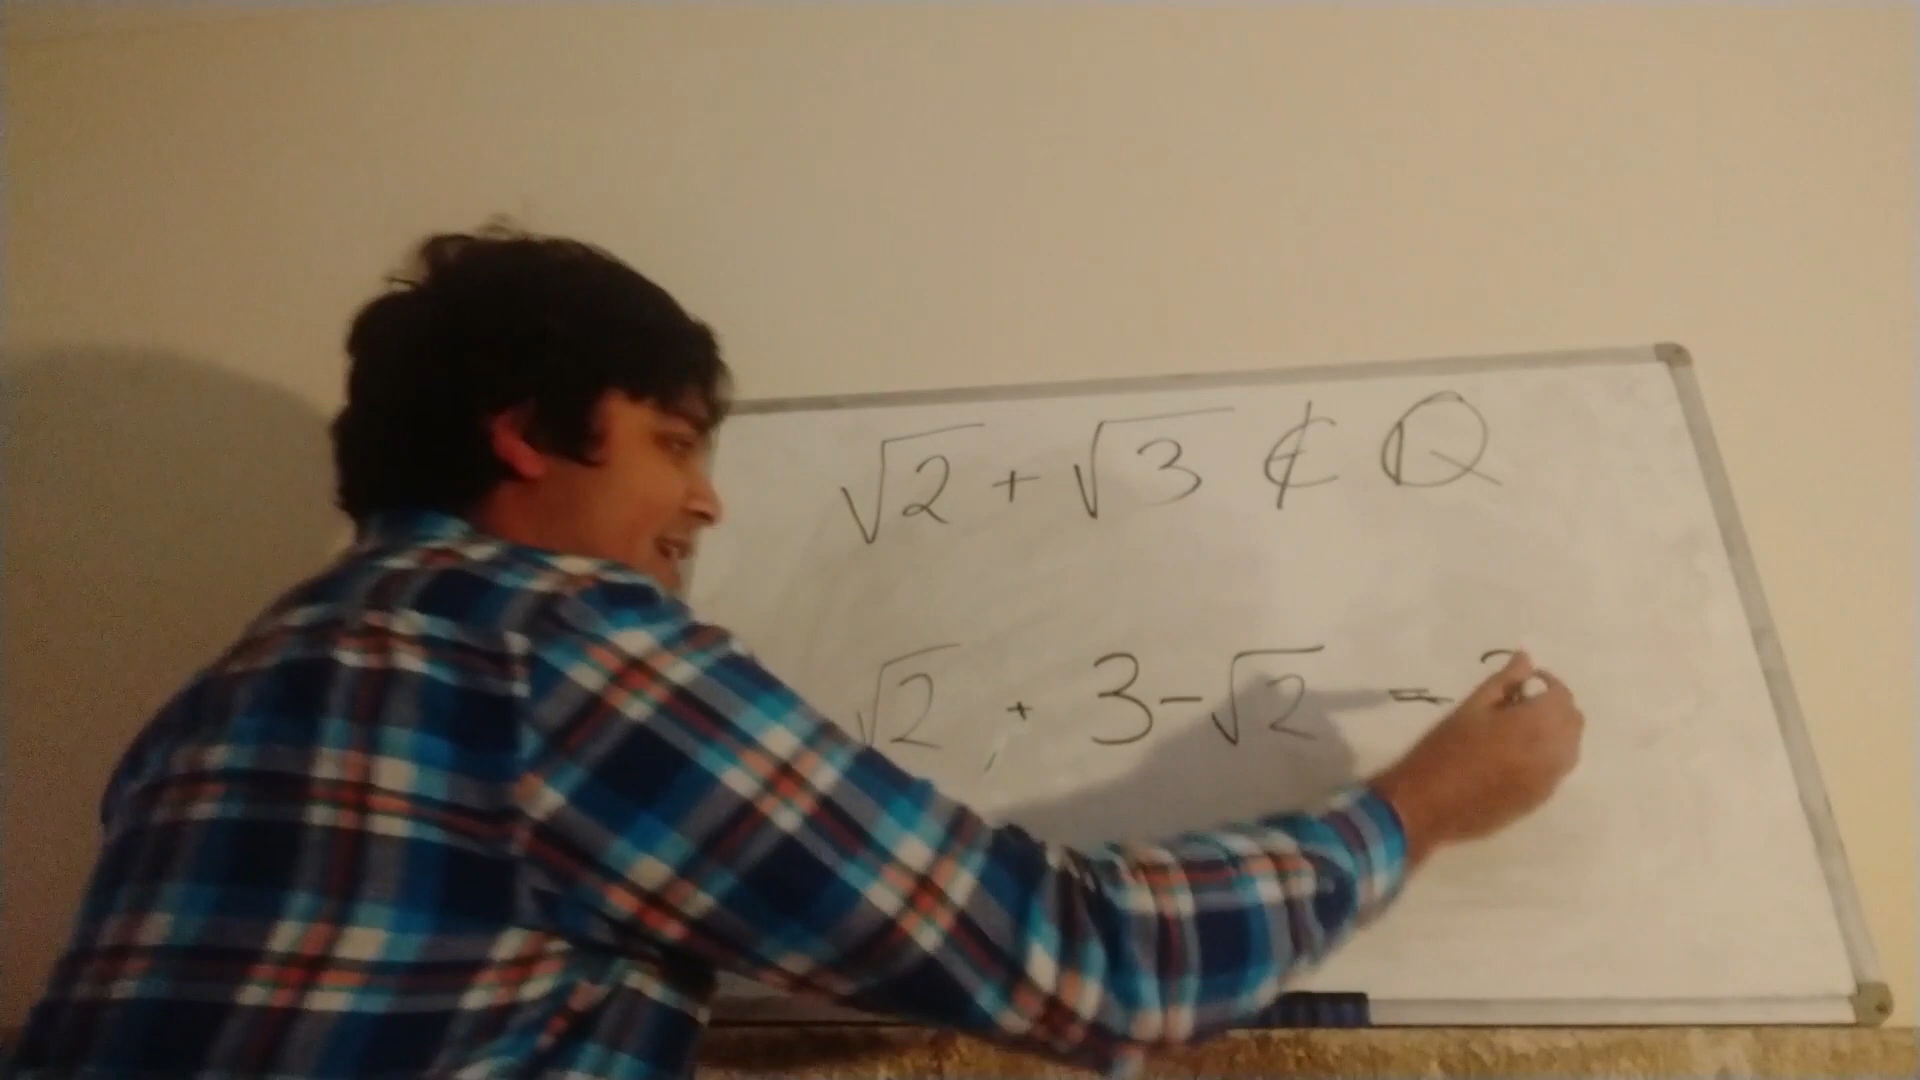 √2 + √3 ∉ ℚ
√2 + 3 - √2 =